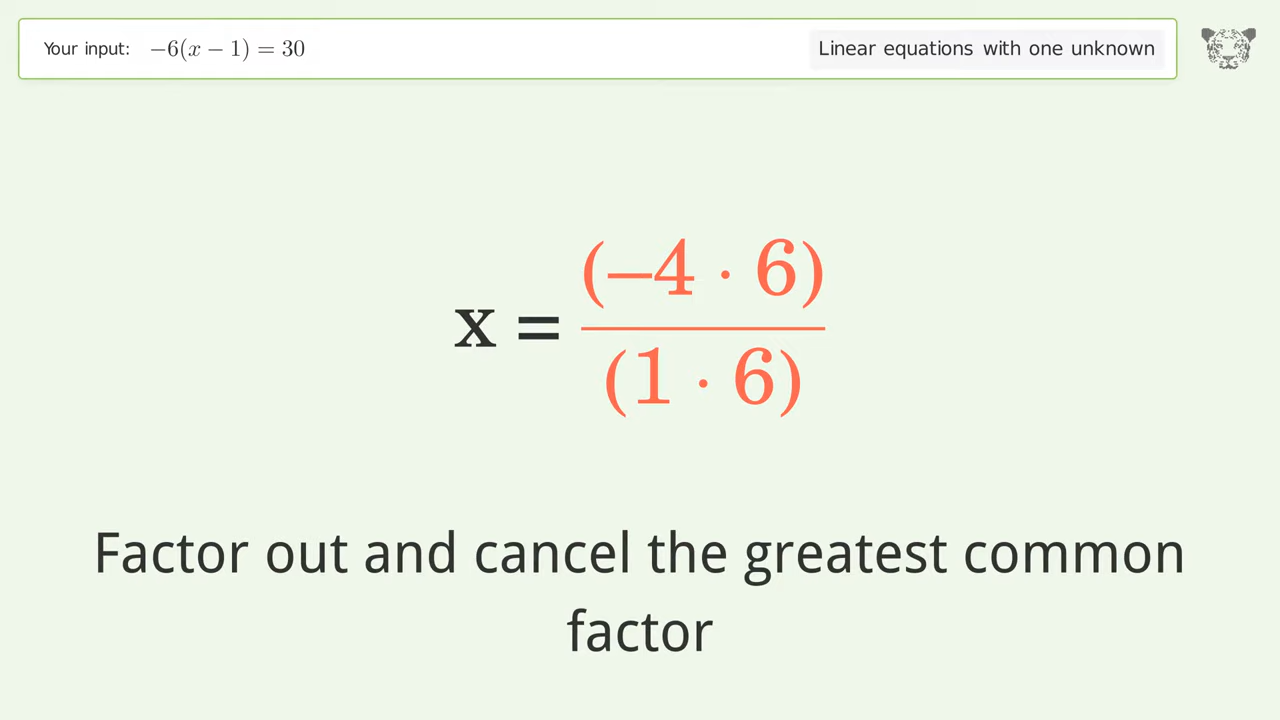 Your input: −6(x − 1) = 30
Linear equations with one unknown
x = (−4 · 6) / (1 · 6)
Factor out and cancel the greatest common
factor